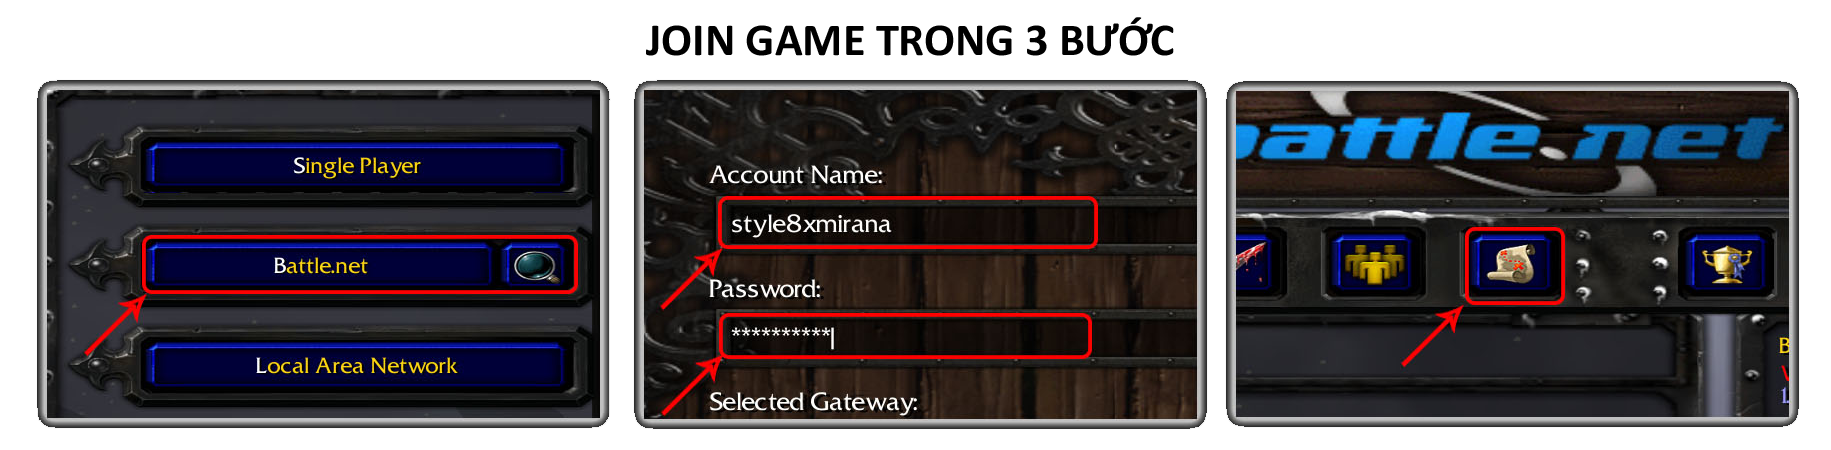 JOIN GAME TRONG 3 BƯỚC
Single Player
Battle.net
Local Area Network
Account Name:
style8xmirana
Password:
**********
Selected Gateway:
battle.net